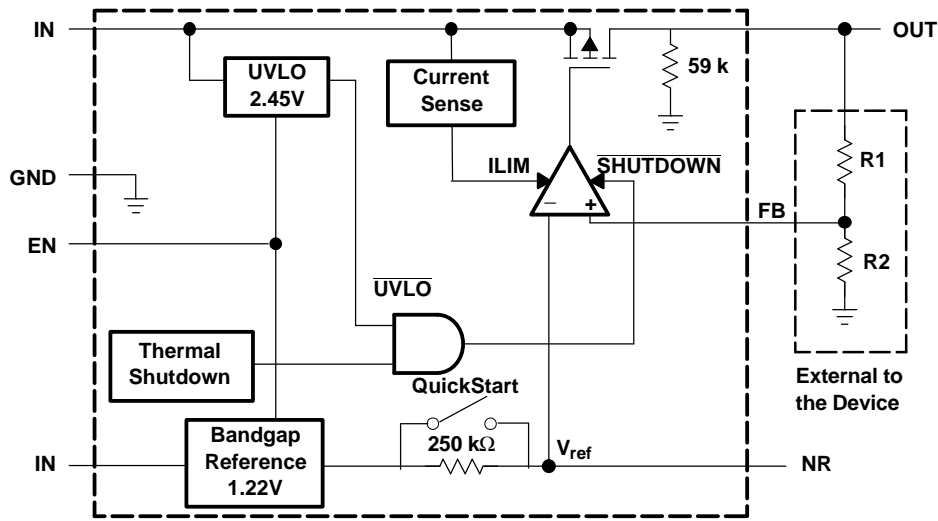 IN
OUT
UVLO
2.45V
Current
Sense
59 k
GND
ILIM
SHUTDOWN
R1
FB
EN
R2
UVLO
Thermal
Shutdown
QuickStart
External to
the Device
Bandgap
Reference
1.22V
250 kΩ
Vref
IN
NR
− +